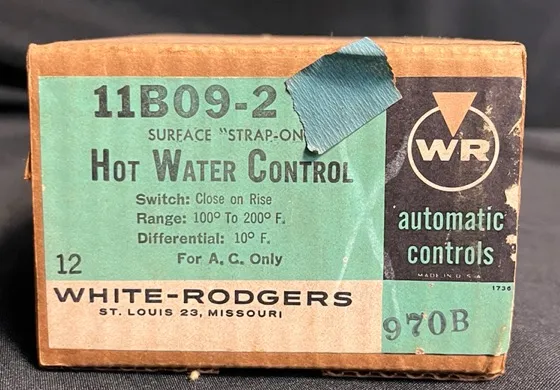 11B09-2
SURFACE "STRAP-ON
HOT WATER CONTROL
Switch: Close on Rise
Range: 100° To 200° F.
Differential: 10° F.
For A.C. Only
12
WHITE-RODGERS
ST. LOUIS 23, MISSOURI
WR
automatic
controls
MADE IN U.S.A.
1736
970B